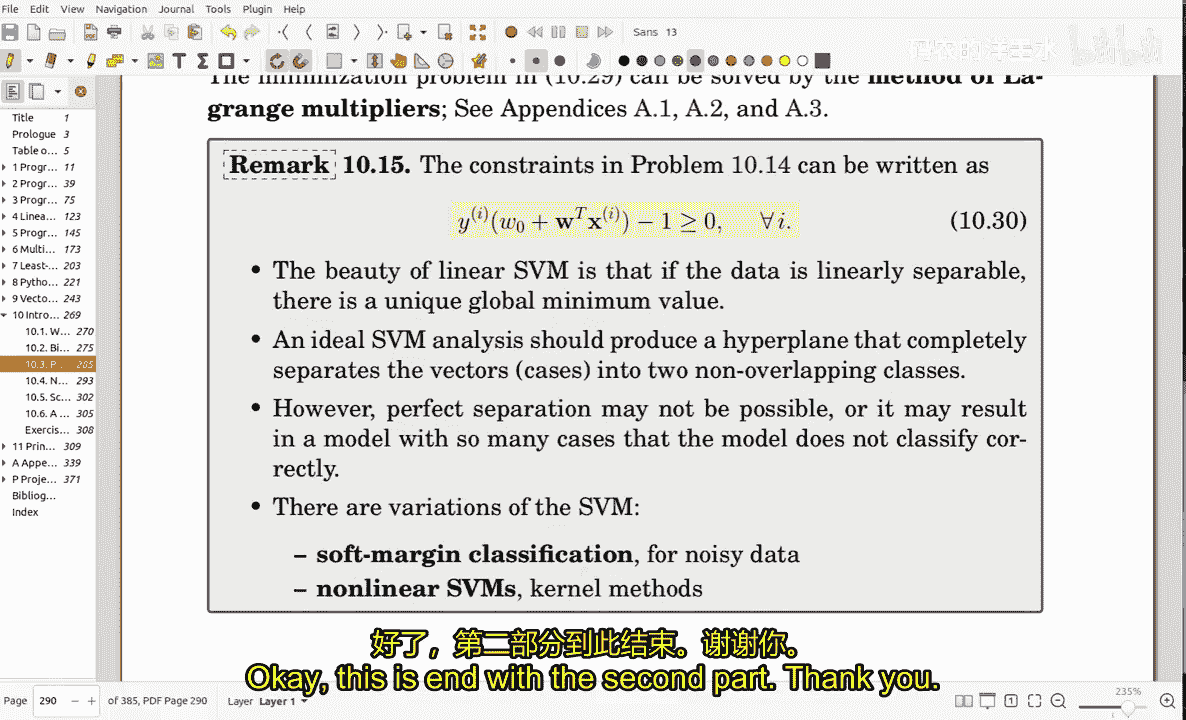 File Edit View Navigation Journal Tools Plugin Help
Sans 13
Title 1
Prologue 3
Table o... 5
1 Progr... 11
2 Progr... 39
3 Progr... 75
4 Linea... 123
5 Progr... 145
6 Multi... 173
7 Least-... 203
8 Pytho... 221
9 Vecto... 243
10 Intro... 269
10.1. W... 270
10.2. Bi... 275
10.3. P... 285
10.4. N... 293
10.5. Sc... 302
10.6. A ... 305
Exercis... 308
11 Prin... 309
A Appe... 339
P Proje... 371
Bibliog...
Index
The minimization problem in (10.29) can be solved by the method of La-
grange multipliers; See Appendices A.1, A.2, and A.3.
Remark 10.15. The constraints in Problem 10.14 can be written as
y^{(i)}(w_0 + w^T x^{(i)}) − 1 ≥ 0, ∀ i. (10.30)
• The beauty of linear SVM is that if the data is linearly separable,
there is a unique global minimum value.
• An ideal SVM analysis should produce a hyperplane that completely
separates the vectors (cases) into two non-overlapping classes.
• However, perfect separation may not be possible, or it may result
in a model with so many cases that the model does not classify cor-
rectly.
• There are variations of the SVM:
– soft-margin classification, for noisy data
– nonlinear SVMs, kernel methods
好了，第二部分到此结束。谢谢你。
Okay, this is end with the second part. Thank you.
Page 290 of 385, PDF Page 290 Layer Layer 1
235%